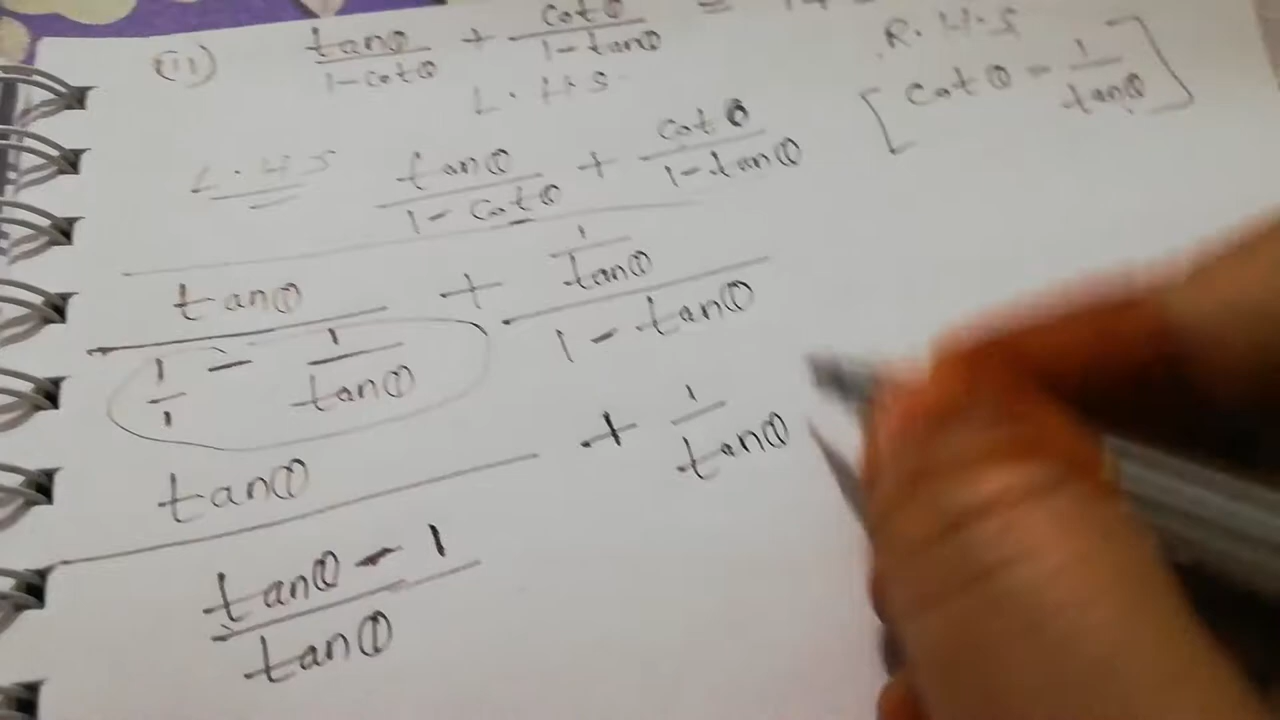 (ii) tanθ/1-cotθ + cotθ/1-tanθ =
L.H.S R.H.S
[cotθ = 1/tanθ]
L.H.S tanθ/1-cotθ + cotθ/1-tanθ
tanθ/(1/1 - 1/tanθ) + (1/tanθ)/1-tanθ
tanθ/((tanθ-1)/tanθ) + 1/tanθ